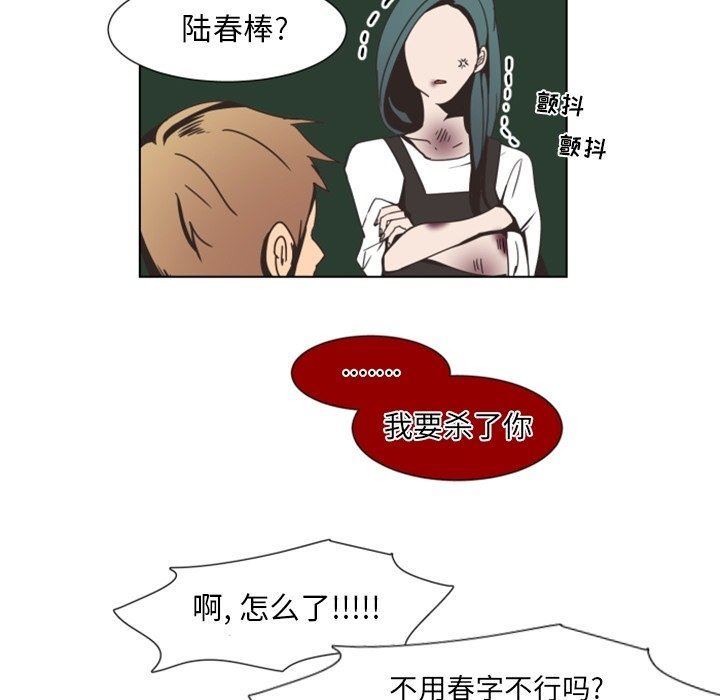 陆春棒?
颤抖
颤抖
.......
我要杀了你
啊, 怎么了!!!!!
不用春字不行吗?